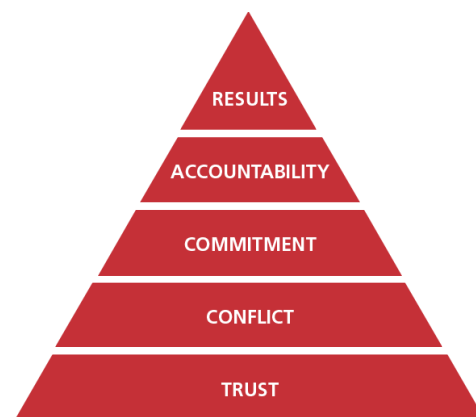 RESULTS
ACCOUNTABILITY
COMMITMENT
CONFLICT
TRUST